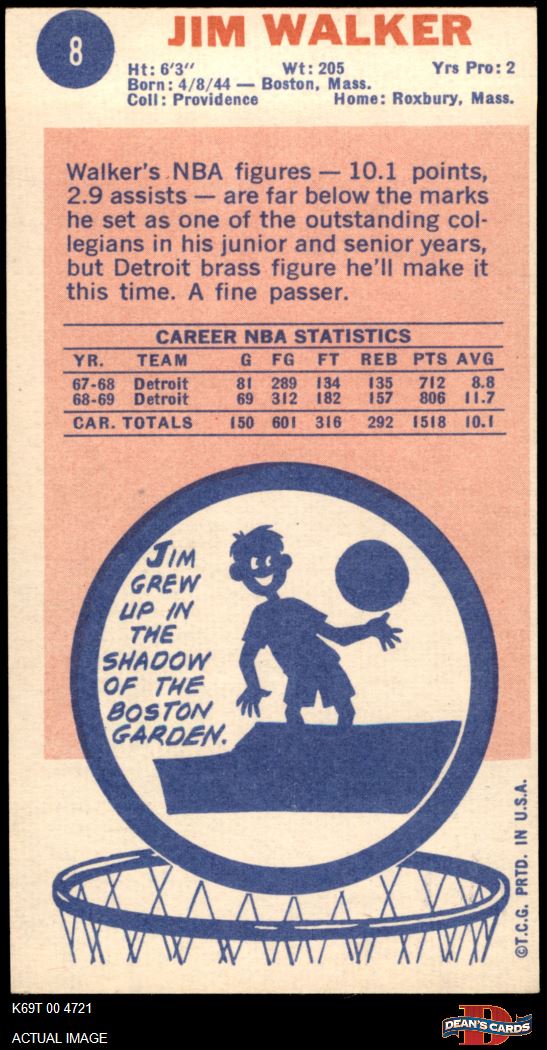 8
JIM WALKER
Ht: 6'3" Wt: 205 Yrs Pro: 2
Born: 4/8/44 — Boston, Mass.
Coll: Providence Home: Roxbury, Mass.
Walker's NBA figures — 10.1 points,
2.9 assists — are far below the marks
he set as one of the outstanding col-
legians in his junior and senior years,
but Detroit brass figure he'll make it
this time. A fine passer.
CAREER NBA STATISTICS
YR. TEAM G FG FT REB PTS AVG
67-68 Detroit 81 289 134 135 712 8.8
68-69 Detroit 69 312 182 157 806 11.7
CAR. TOTALS 150 601 316 292 1518 10.1
JIM
GREW
UP IN
THE
SHADOW
OF THE
BOSTON
GARDEN.
©T.C.G. PRTD. IN U.S.A.
K69T 00 4721
ACTUAL IMAGE
D
DEAN'S CARDS